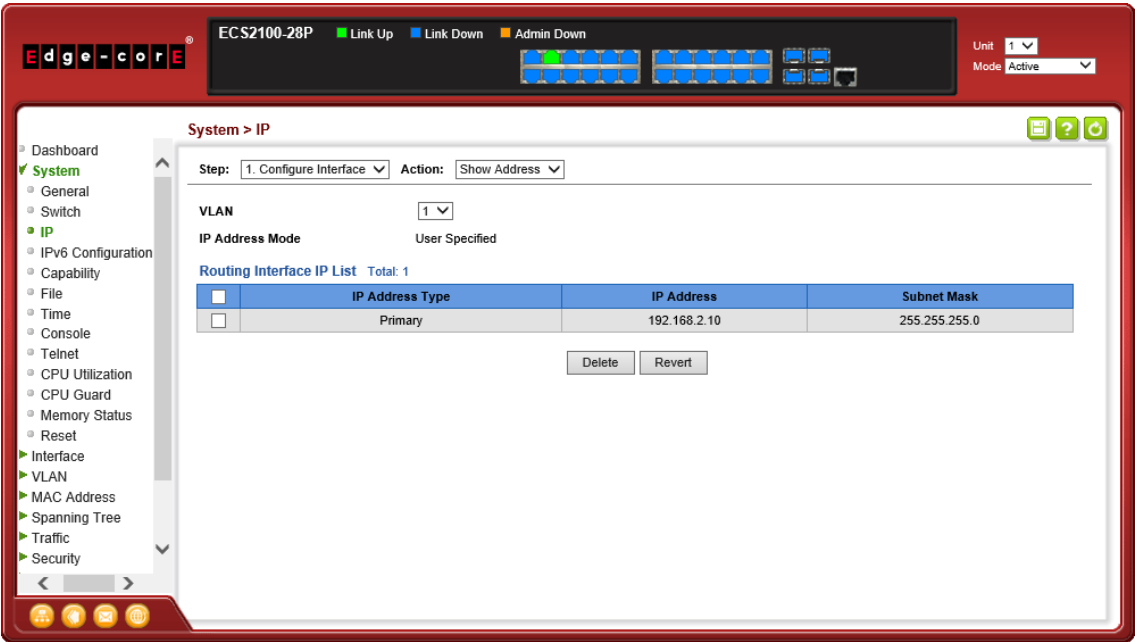 Edge-corE®
ECS2100-28P Link Up Link Down Admin Down
Unit 1
Mode Active
System > IP
Dashboard
System
General
Switch
IP
IPv6 Configuration
Capability
File
Time
Console
Telnet
CPU Utilization
CPU Guard
Memory Status
Reset
Interface
VLAN
MAC Address
Spanning Tree
Traffic
Security
Step: 1. Configure Interface Action: Show Address
VLAN 1
IP Address Mode User Specified
Routing Interface IP List Total: 1
IP Address Type IP Address Subnet Mask
Primary 192.168.2.10 255.255.255.0
Delete Revert